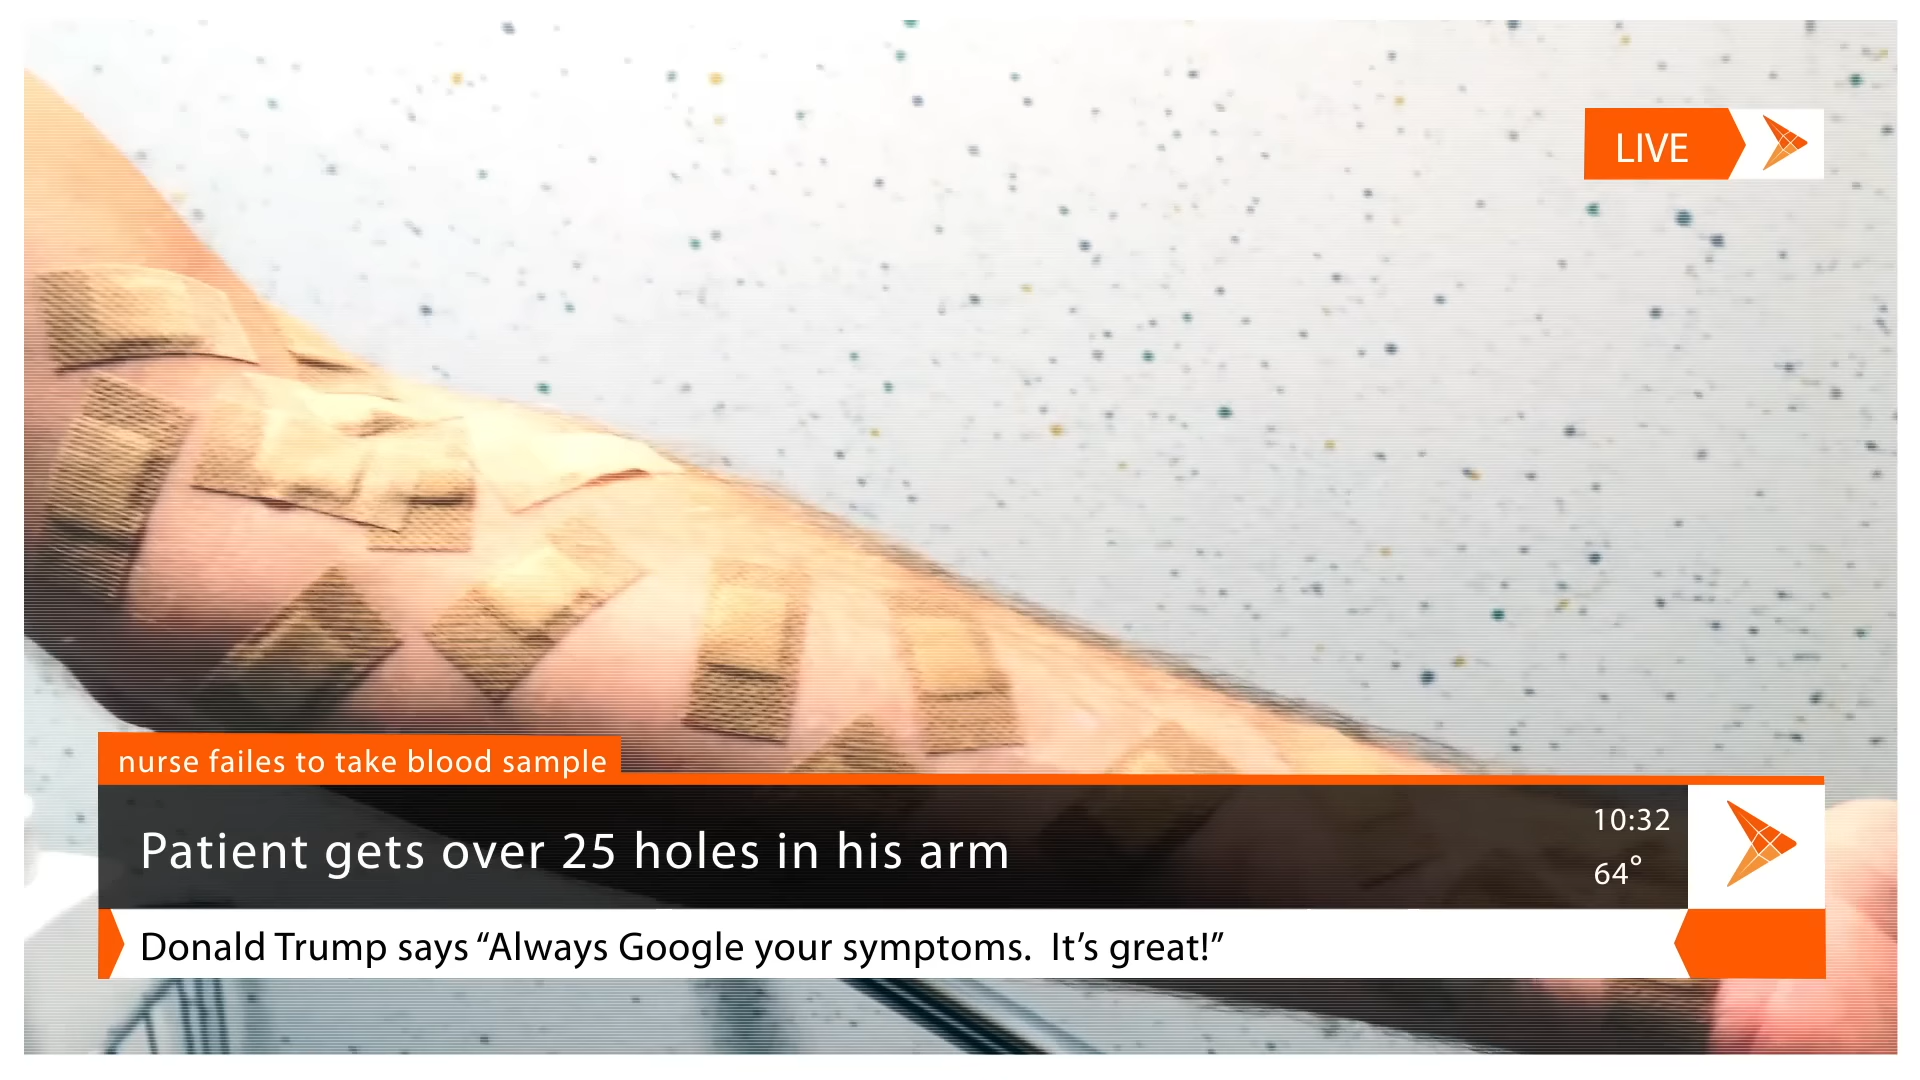 LIVE
nurse failes to take blood sample
Patient gets over 25 holes in his arm
10:32
64°
Donald Trump says “Always Google your symptoms.  It’s great!”